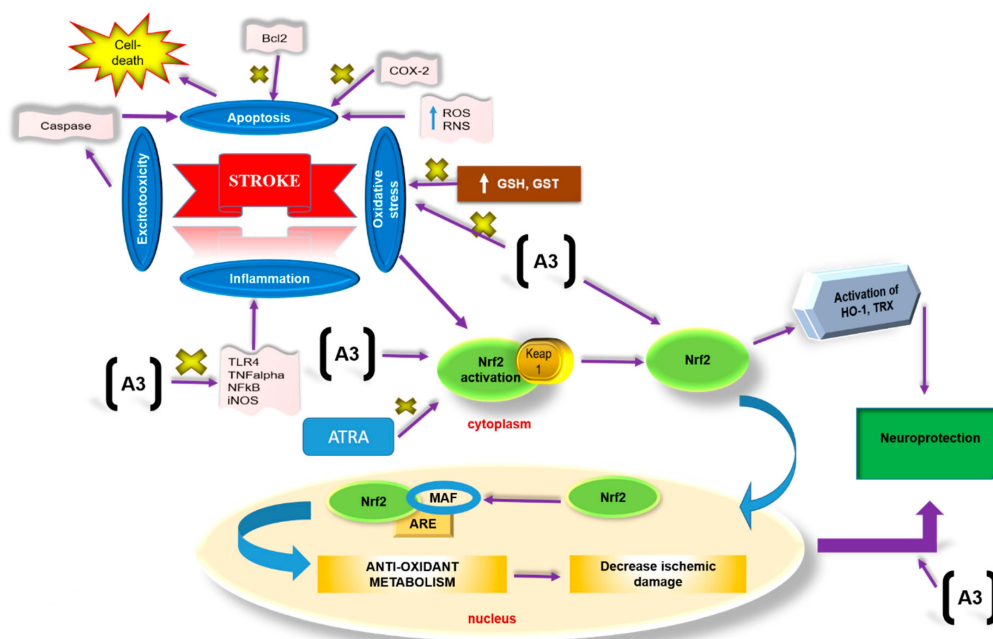 Bcl2
Cell-
death
COX-2
ROS
RNS
Caspase
Apoptosis
STROKE
Excitotooxicity
Oxidative
stress
GSH, GST
A3
Inflammation
Activation of
HO-1, TRX
TLR4
TNFalpha
NFkB
iNOS
A3
A3
Nrf2
activation
Keap
1
Nrf2
ATRA
cytoplasm
Neuroprotection
Nrf2
MAF
ARE
Nrf2
ANTI-OXIDANT
METABOLISM
Decrease ischemic
damage
A3
nucleus